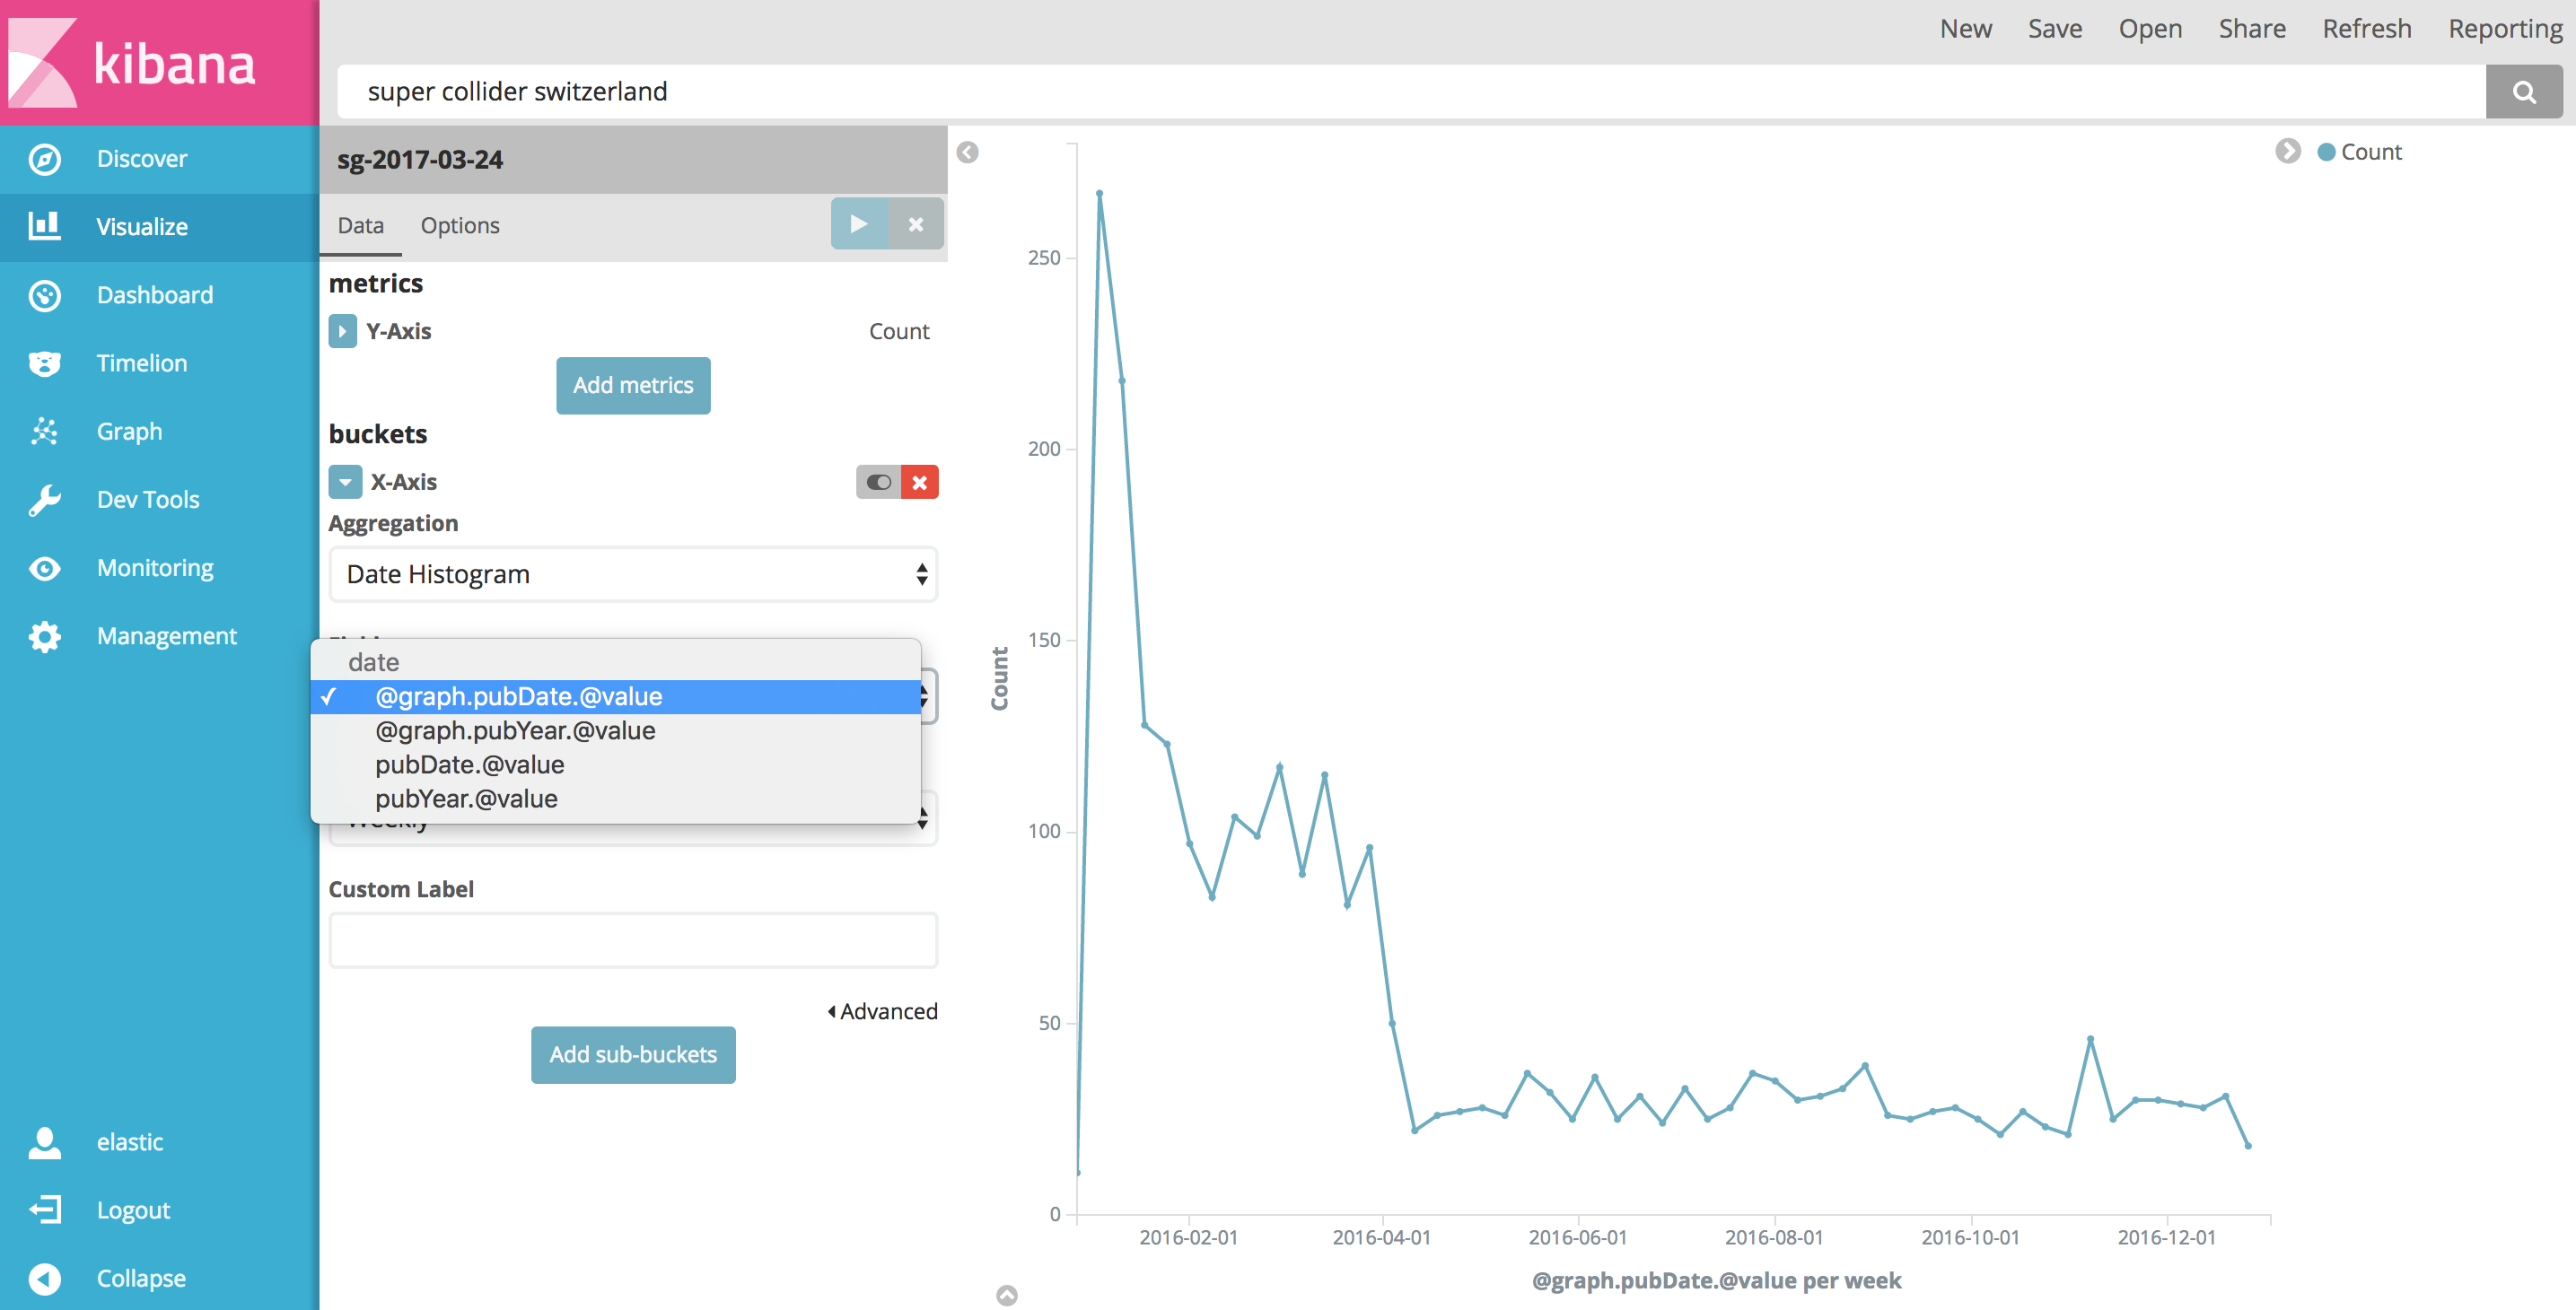 kibana
New Save Open Share Refresh Reporting
super collider switzerland
Discover
Visualize
Dashboard
Timelion
Graph
Dev Tools
Monitoring
Management
elastic
Logout
Collapse
sg-2017-03-24
Data Options
metrics
Y-Axis Count
Add metrics
buckets
X-Axis
Aggregation
Date Histogram
date
✓ @graph.pubDate.@value
@graph.pubYear.@value
pubDate.@value
pubYear.@value
Weekly
Custom Label
Advanced
Add sub-buckets
Count
Count
250
200
150
100
50
0
2016-02-01 2016-04-01 2016-06-01 2016-08-01 2016-10-01 2016-12-01
@graph.pubDate.@value per week